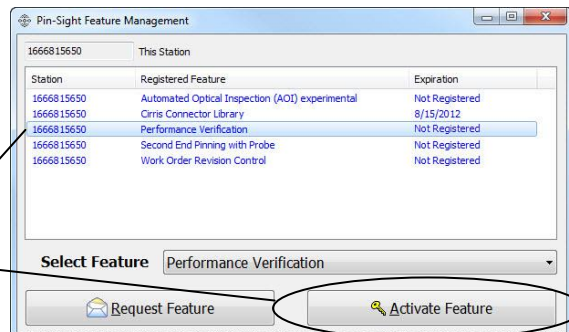 Pin-Sight Feature Management
1666815650 This Station
Station Registered Feature Expiration
1666815650 Automated Optical Inspection (AOI) experimental Not Registered
1666815650 Cirris Connector Library 8/15/2012
1666815650 Performance Verification Not Registered
1666815650 Second End Pinning with Probe Not Registered
1666815650 Work Order Revision Control Not Registered
Select Feature Performance Verification
Request Feature Activate Feature